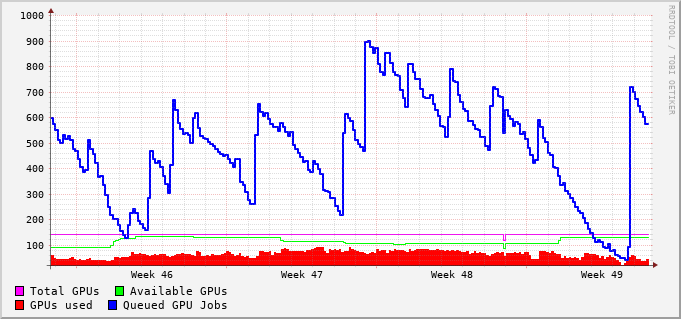 1000
900
800
700
600
500
400
300
200
100
RRDTOOL / TOBI OETIKER
Week 46 Week 47 Week 48 Week 49
Total GPUs Available GPUs
GPUs used Queued GPU Jobs